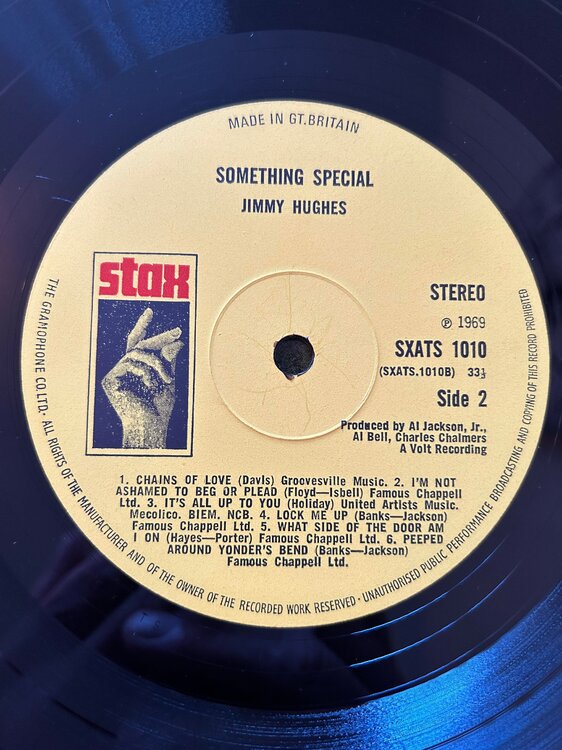 MADE IN GT.BRITAIN
SOMETHING SPECIAL
JIMMY HUGHES
stax
STEREO
℗ 1969
SXATS 1010
(SXATS.1010B) 33⅓
Side 2
Produced by Al Jackson, Jr.,
Al Bell, Charles Chalmers
A Volt Recording
1. CHAINS OF LOVE (Davis) Groovesville Music. 2. I'M NOT
ASHAMED TO BEG OR PLEAD (Floyd—Isbell) Famous Chappell
Ltd. 3. IT'S ALL UP TO YOU (Holiday) United Artists Music.
Mecolico. BIEM. NCB. 4. LOCK ME UP (Banks—Jackson)
Famous Chappell Ltd. 5. WHAT SIDE OF THE DOOR AM
I ON (Hayes—Porter) Famous Chappell Ltd. 6. PEEPED
AROUND YONDER'S BEND (Banks—Jackson)
Famous Chappell Ltd.
THE GRAMOPHONE CO.LTD· ALL RIGHTS OF THE MANUFACTURER AND OF THE OWNER OF THE RECORDED WORK RESERVED · UNAUTHORISED PUBLIC PERFORMANCE BROADCASTING AND COPYING OF THIS RECORD PROHIBITED